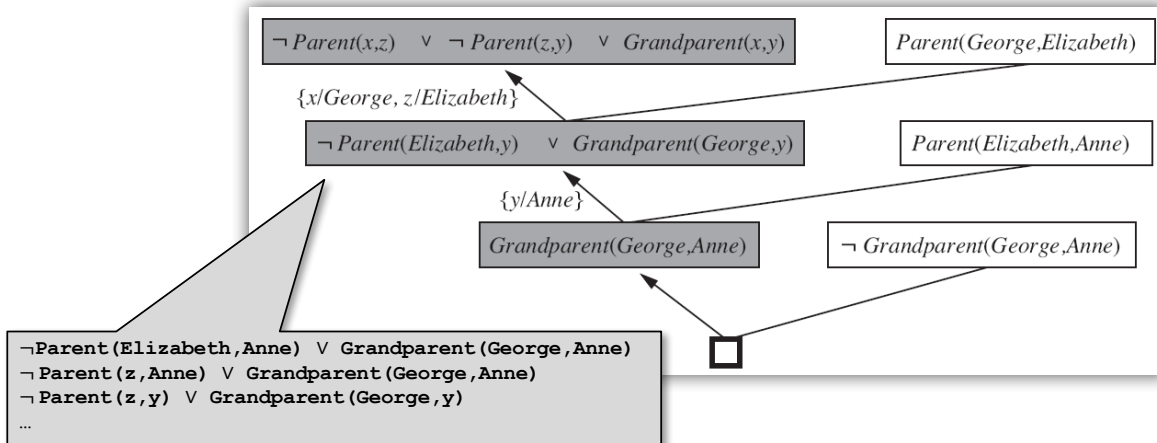 ¬ Parent(x,z) ∨ ¬ Parent(z,y) ∨ Grandparent(x,y)
Parent(George,Elizabeth)
{x/George, z/Elizabeth}
¬ Parent(Elizabeth,y) ∨ Grandparent(George,y)
Parent(Elizabeth,Anne)
{y/Anne}
Grandparent(George,Anne)
¬ Grandparent(George,Anne)
¬Parent(Elizabeth,Anne) ∨ Grandparent(George,Anne)
¬ Parent(z,Anne) ∨ Grandparent(George,Anne)
¬ Parent(z,y) ∨ Grandparent(George,y)
…